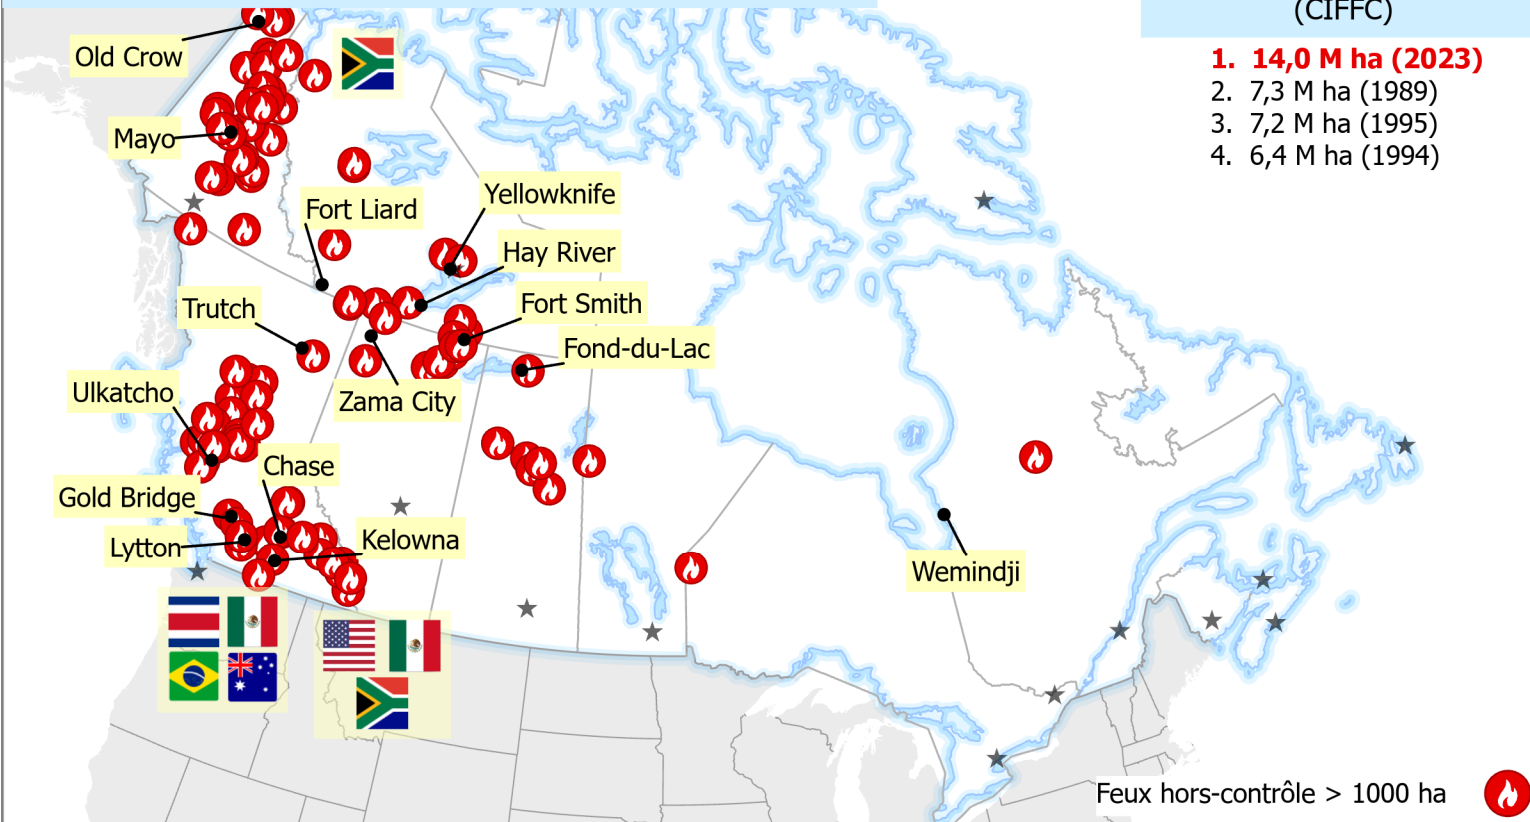 (CIFFC)
1. 14,0 M ha (2023)
2. 7,3 M ha (1989)
3. 7,2 M ha (1995)
4. 6,4 M ha (1994)
Old Crow
Mayo
Yellowknife
Fort Liard
Hay River
Trutch
Fort Smith
Fond-du-Lac
Ulkatcho
Zama City
Chase
Gold Bridge
Lytton
Kelowna
Wemindji
Feux hors-contrôle > 1000 ha